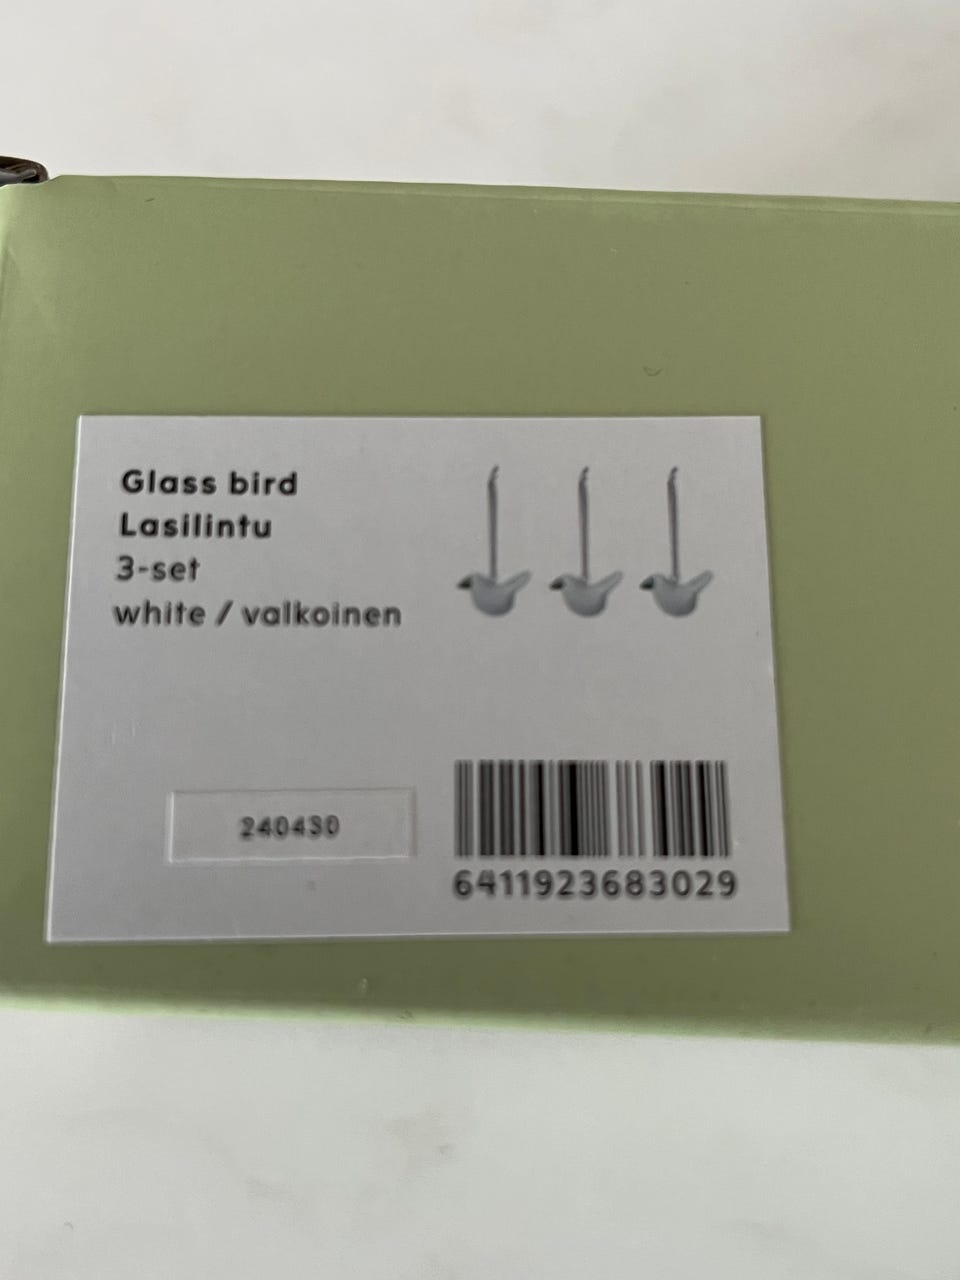 Glass bird
Lasilintu
3-set
white / valkoinen
240430
6411923683029